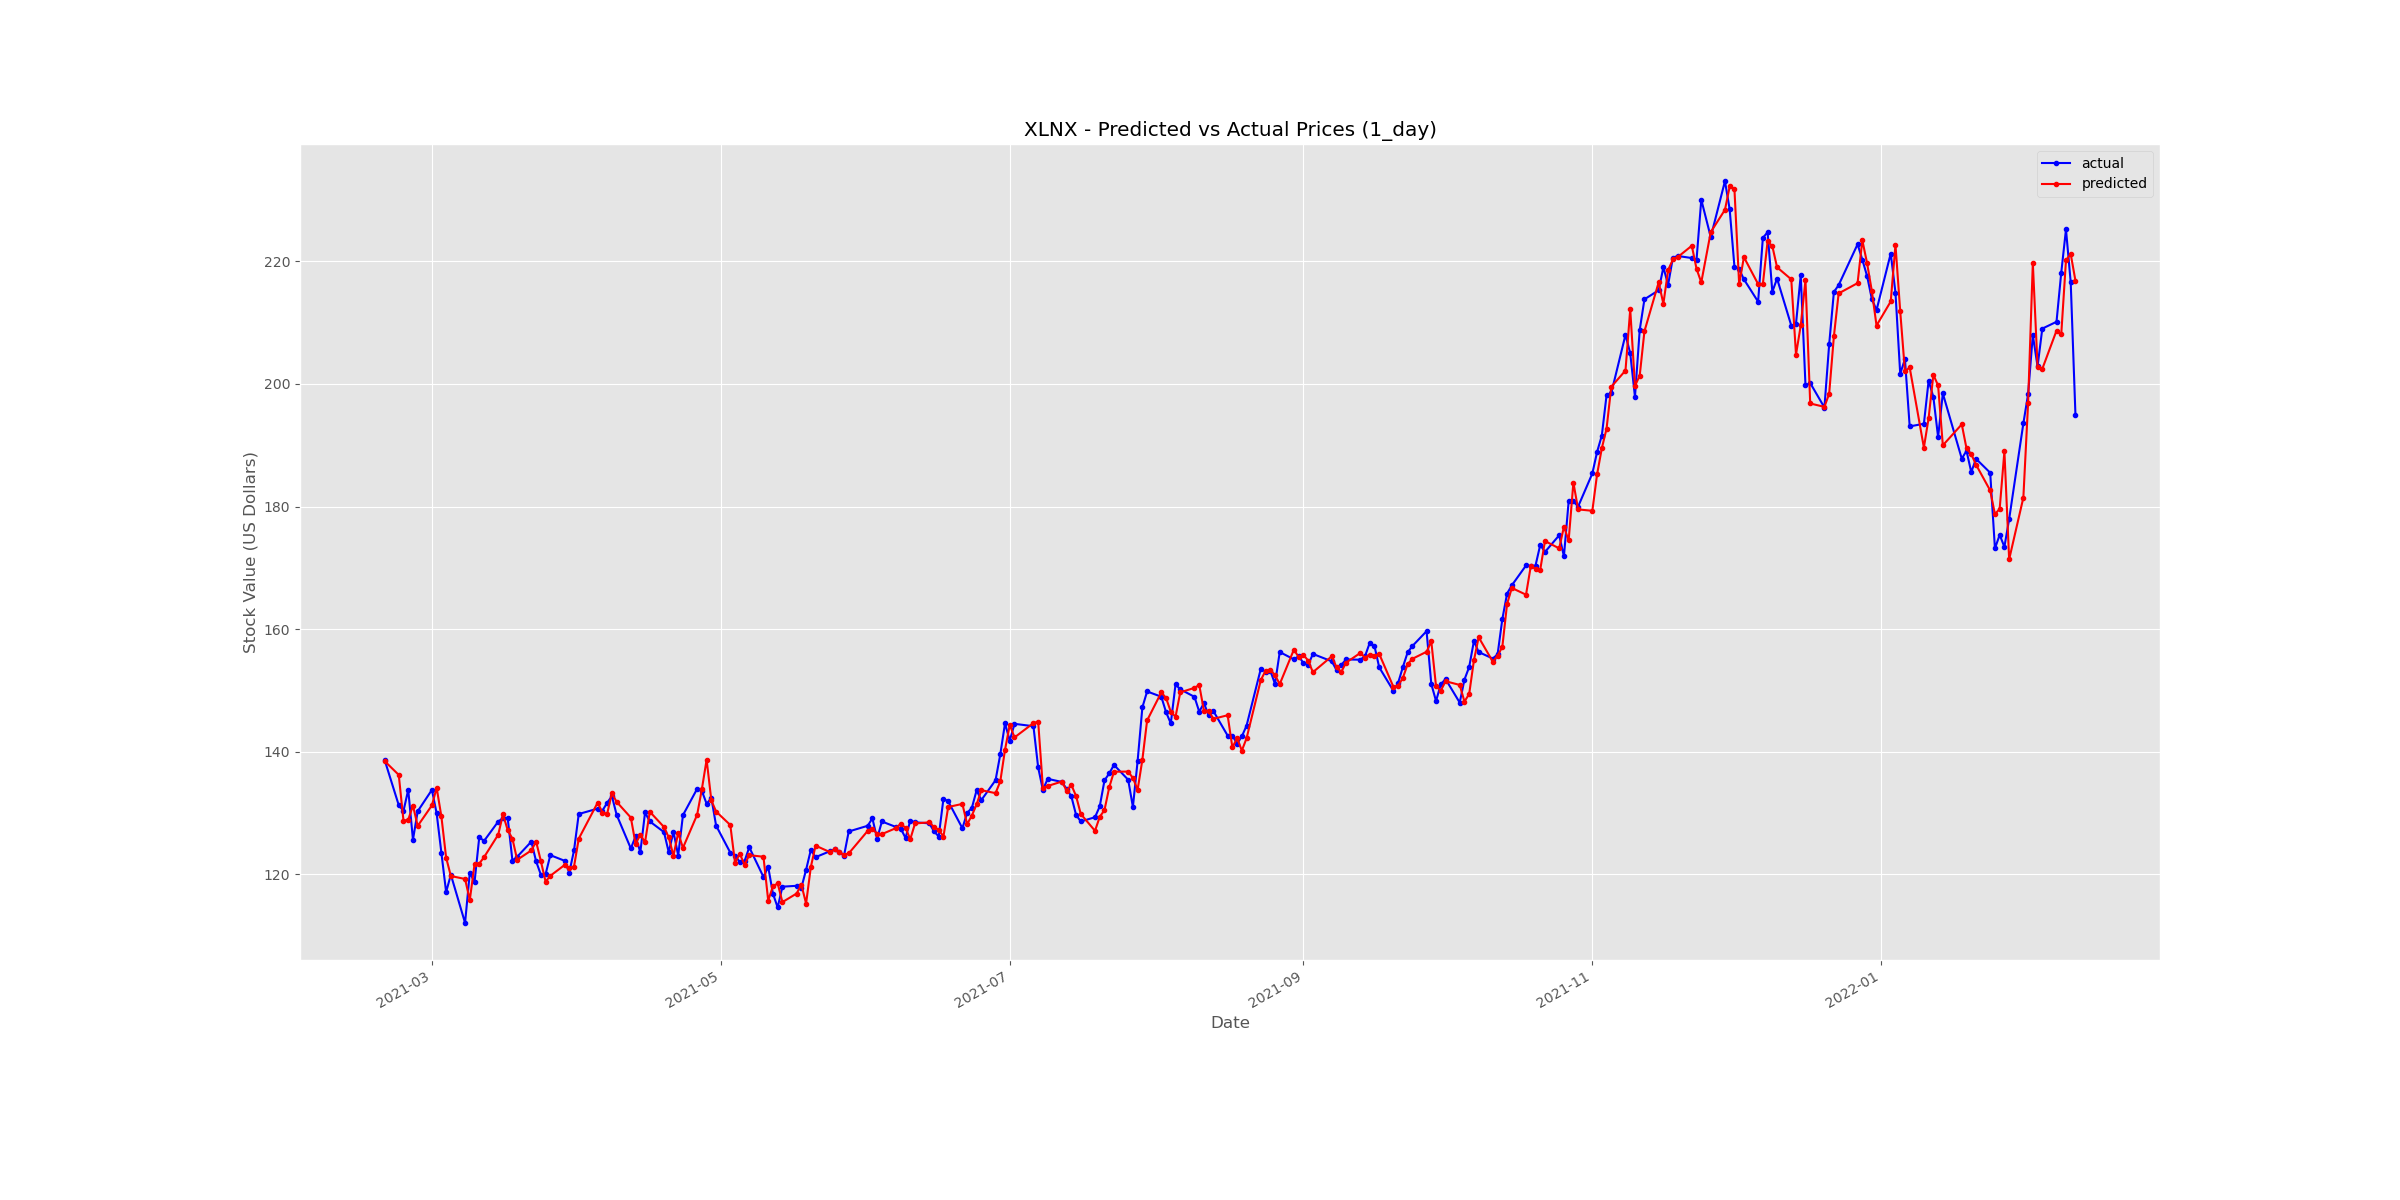 XLNX - Predicted vs Actual Prices (1_day)
actual
predicted
220
200
180
160
140
120
Stock Value (US Dollars)
2021-03
2021-05
2021-07
2021-09
2021-11
2022-01
Date